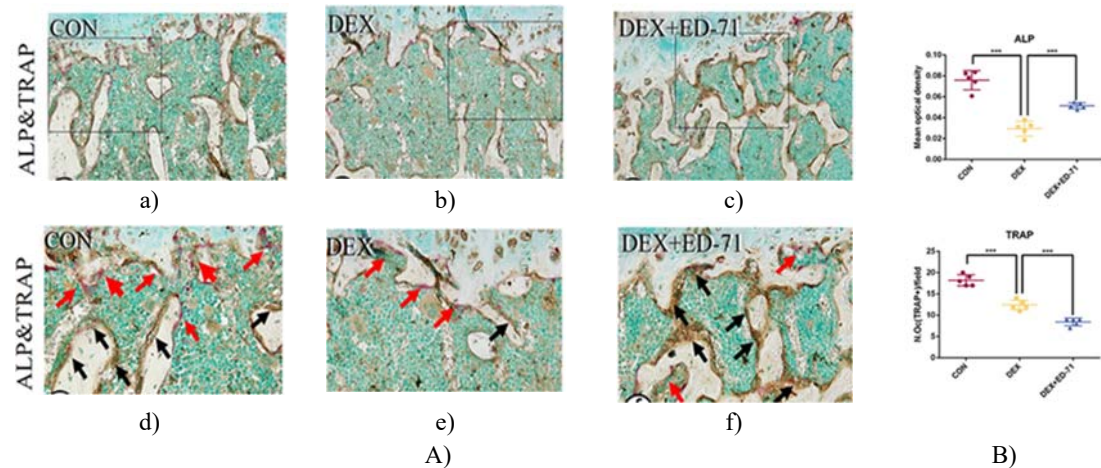 ALP&TRAP
CON
DEX
DEX+ED-71
a)
b)
c)
ALP&TRAP
CON
DEX
DEX+ED-71
d)
e)
f)
A)
ALP
Mean optical density
0.10
0.08
0.06
0.04
0.02
0.00
***
***
CON
DEX
DEX+ED-71
TRAP
N.Oc(TRAP+)/field
25
20
15
10
5
0
***
***
CON
DEX
DEX+ED-71
B)